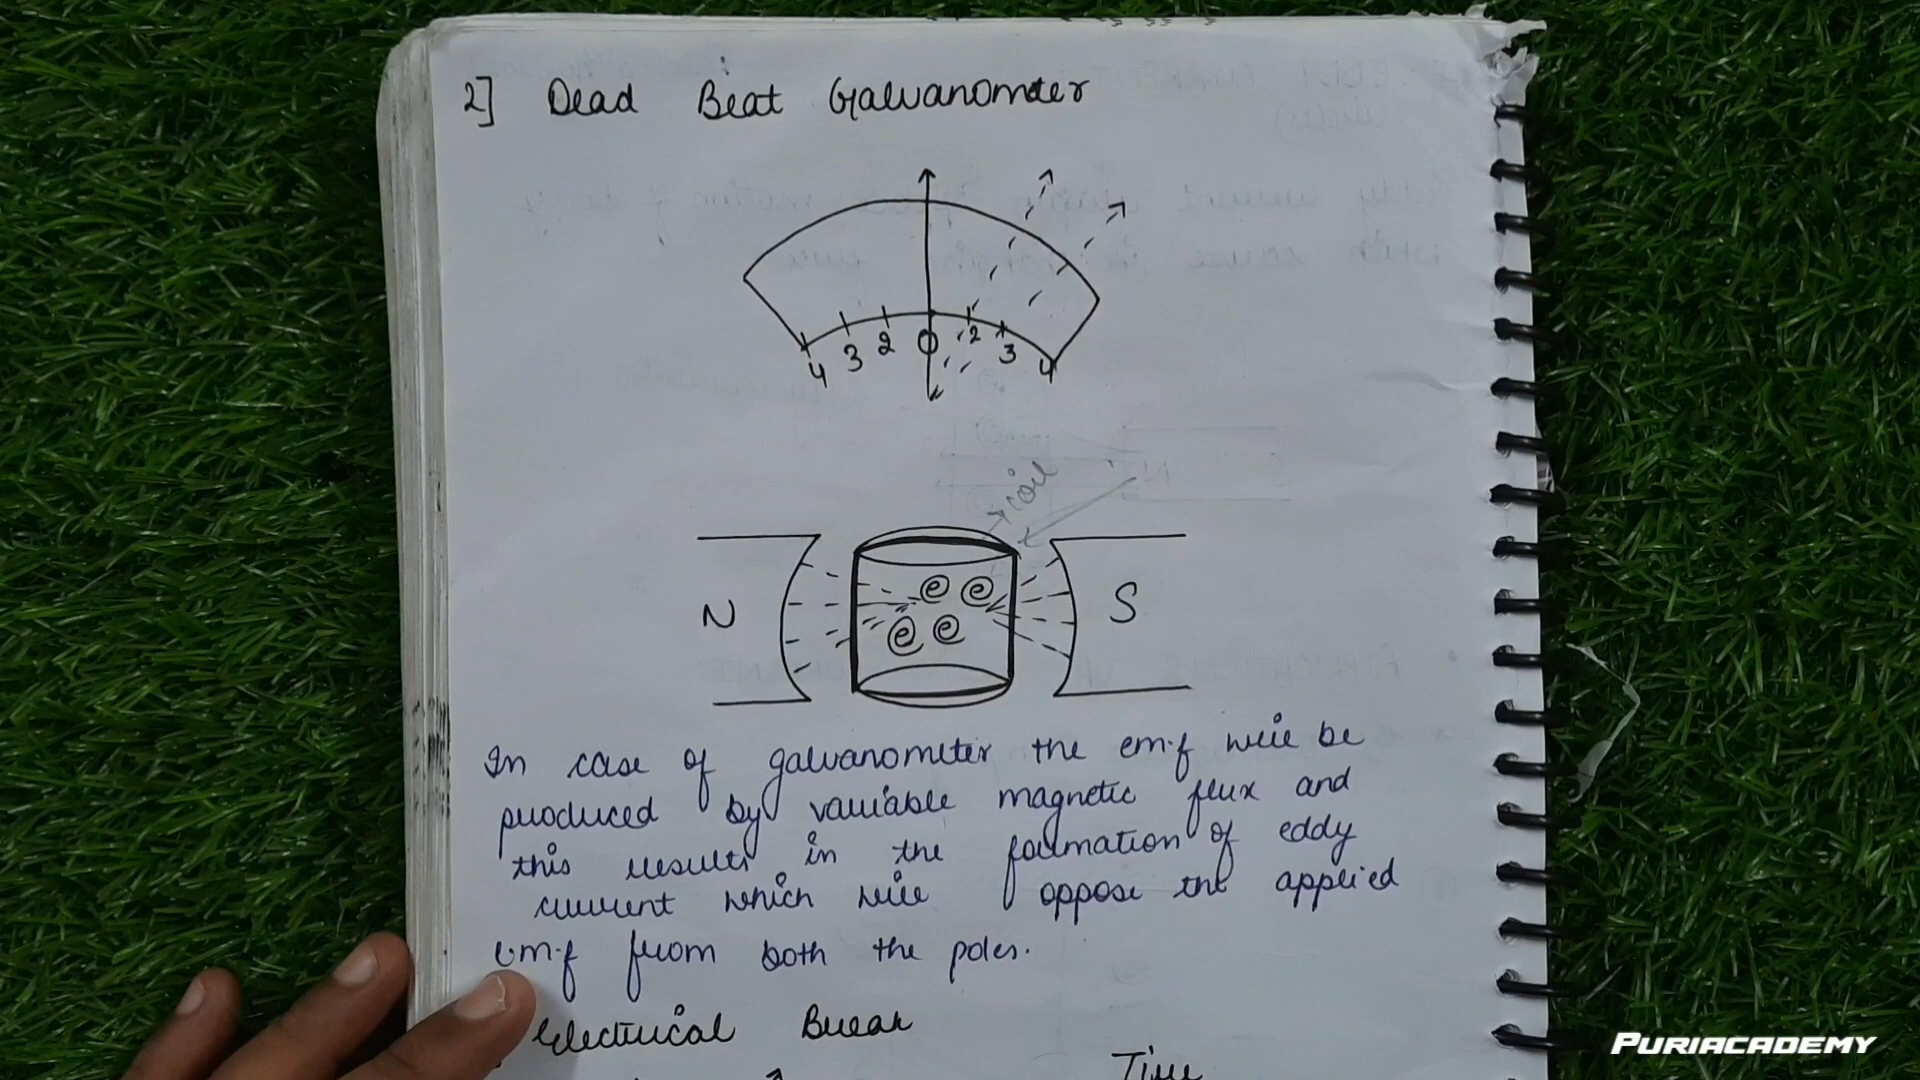 2] Dead Beat Galvanometer
4 3 2 0 2 3 4
coil
N S
In case of galvanometer the em.f will be
produced by variable magnetic flux and
this results in the formation of eddy
current which will oppose the applied
e.m.f from both the poles.
Electrical Break
PURIACADEMY